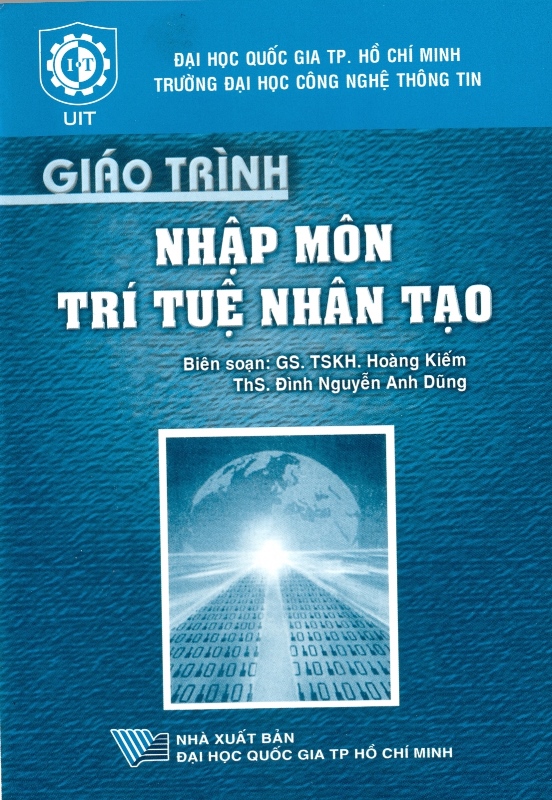 ĐẠI HỌC QUỐC GIA TP. HỒ CHÍ MINH
TRƯỜNG ĐẠI HỌC CÔNG NGHỆ THÔNG TIN
IoT
UIT
GIÁO TRÌNH
NHẬP MÔN
TRÍ TUỆ NHÂN TẠO
Biên soạn: GS. TSKH. Hoàng Kiếm
ThS. Đình Nguyễn Anh Dũng
NHÀ XUẤT BẢN
ĐẠI HỌC QUỐC GIA TP HỒ CHÍ MINH